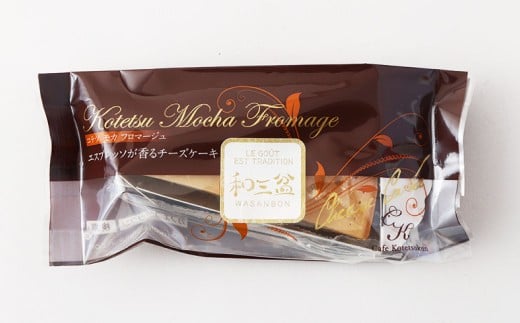 Kotetsu Mocha Fromage
コテツモカ フロマージュ
エスプレッソが香るチーズケーキ
LE GOÛT
EST TRADITION
和三盆
WASANBON
CK
Cafe Kotetsukan